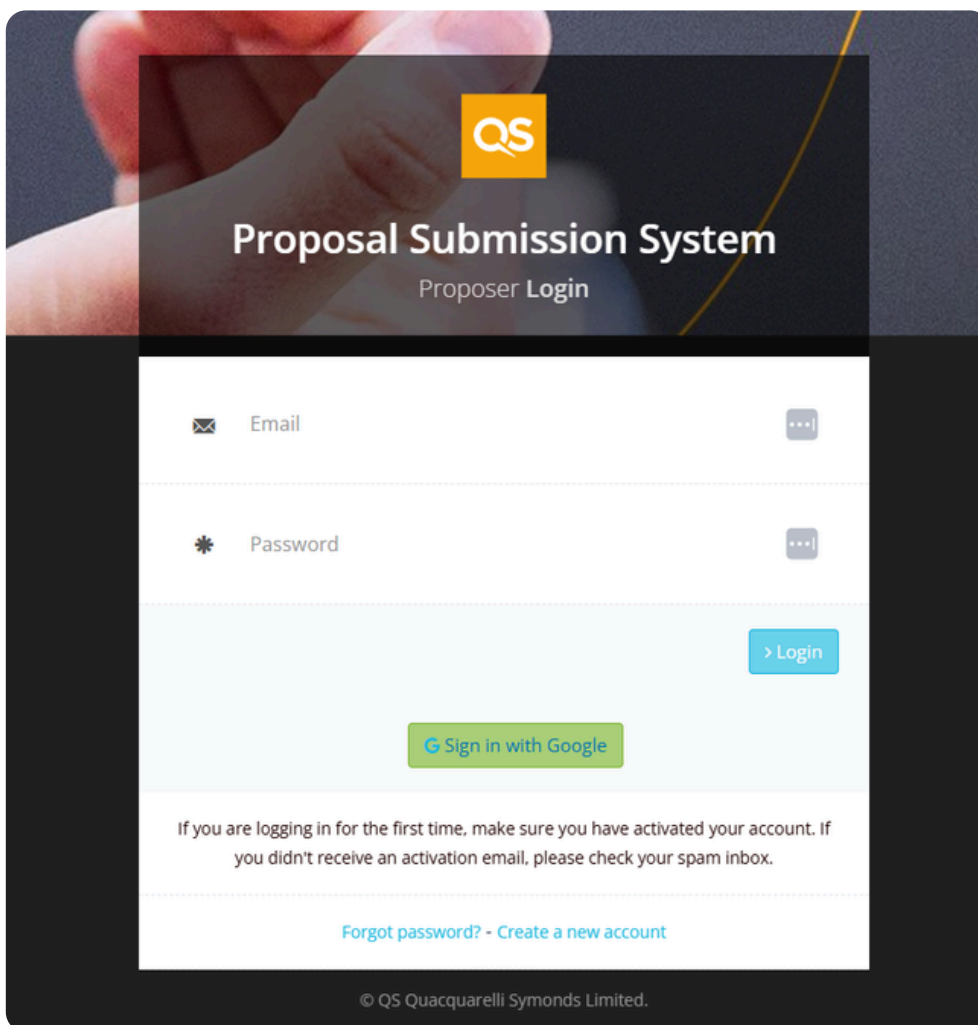 QS
Proposal Submission System
Proposer Login
Email
Password
> Login
G Sign in with Google
If you are logging in for the first time, make sure you have activated your account. If
you didn't receive an activation email, please check your spam inbox.
Forgot password? - Create a new account
© QS Quacquarelli Symonds Limited.